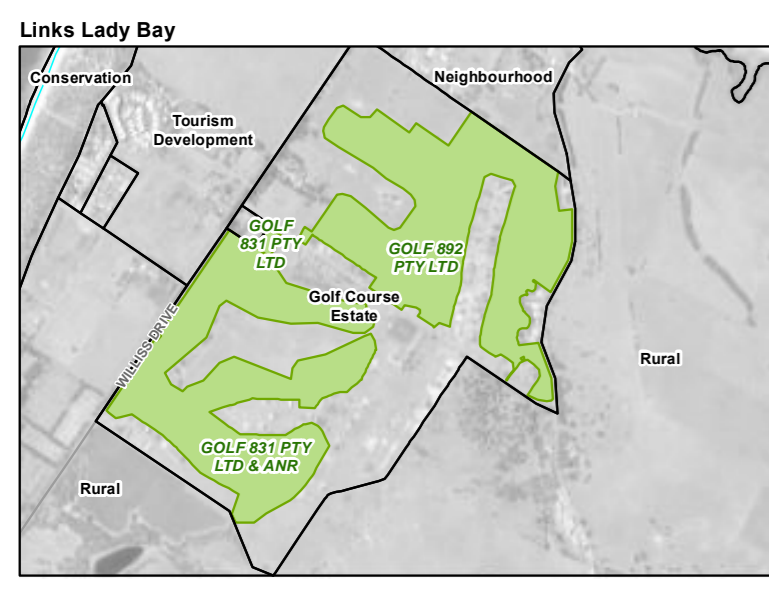 Links Lady Bay
Conservation
Neighbourhood
Tourism
Development
GOLF
831 PTY
LTD
GOLF 892
PTY LTD
Golf Course
Estate
WILLISS DRIVE
Rural
GOLF 831 PTY
LTD & ANR
Rural